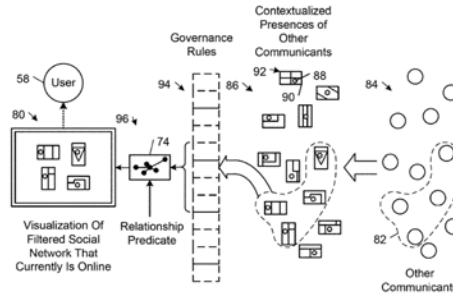 Contextualized
Presences of
Other
Communicants
Governance
Rules
58
User
80
96
94
86
92
88
90
84
74
82
Visualization Of
Filtered Social
Network That
Currently Is Online
Relationship
Predicate
Other
Communicants